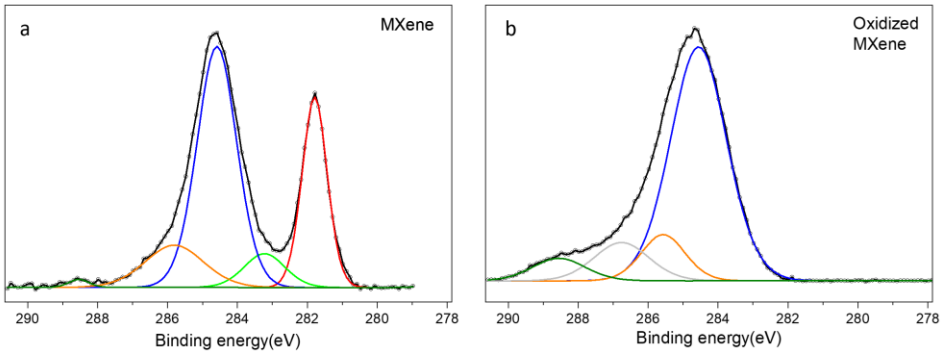 a
MXene
290 288 286 284 282 280 278
Binding energy(eV)
b
Oxidized
MXene
290 288 286 284 282 280 278
Binding energy(eV)